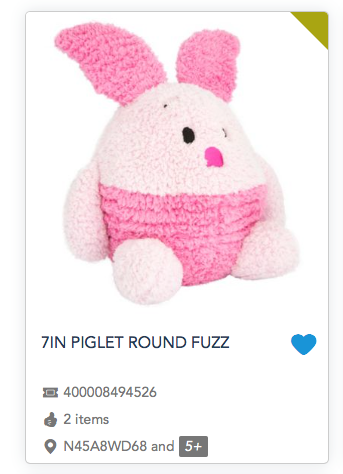 7IN PIGLET ROUND FUZZ
400008494526
2 items
N45A8WD68 and 5+